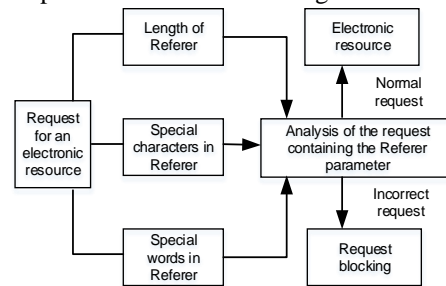 Length of
Referer
Electronic
resource
Normal
request
Request
for an
electronic
resource
Special
characters in
Referer
Analysis of the request
containing the Referer
parameter
Incorrect
request
Special
words in
Referer
Request
blocking